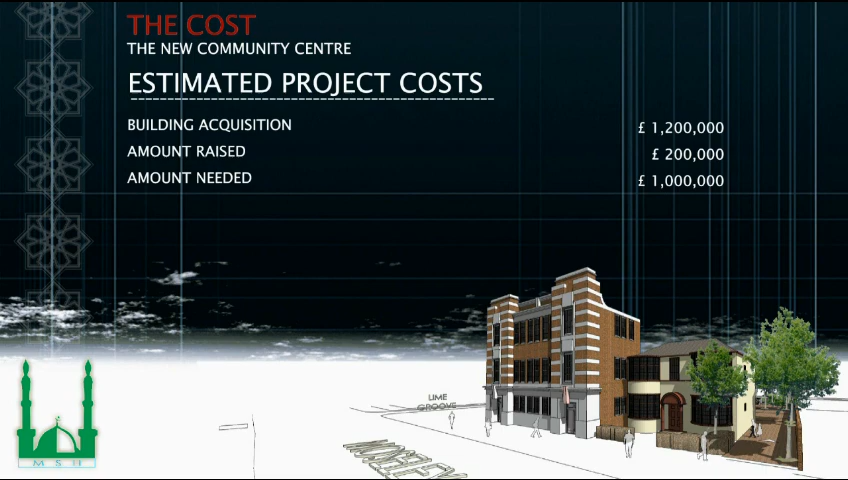 THE COST
THE NEW COMMUNITY CENTRE
ESTIMATED PROJECT COSTS
BUILDING ACQUISITION £ 1,200,000
AMOUNT RAISED £ 200,000
AMOUNT NEEDED £ 1,000,000
LIME
GROOVE
M S H